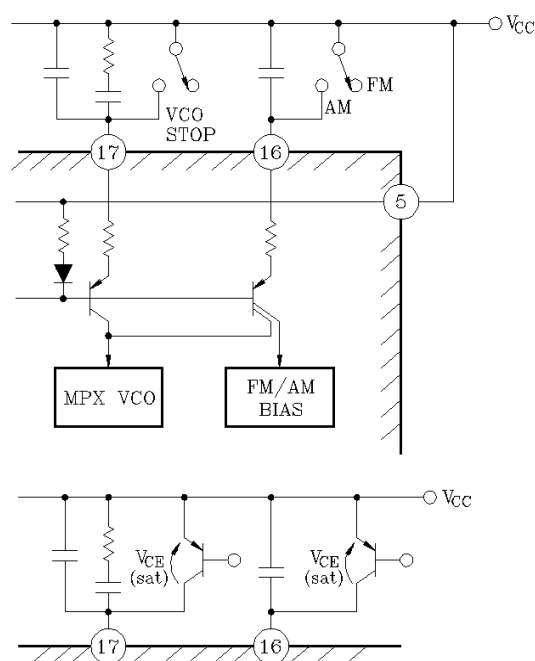 VCC
FM
AM
VCO
STOP
17
16
5
MPX VCO
FM/AM
BIAS
VCC
VCE
(sat)
VCE
(sat)
17
16